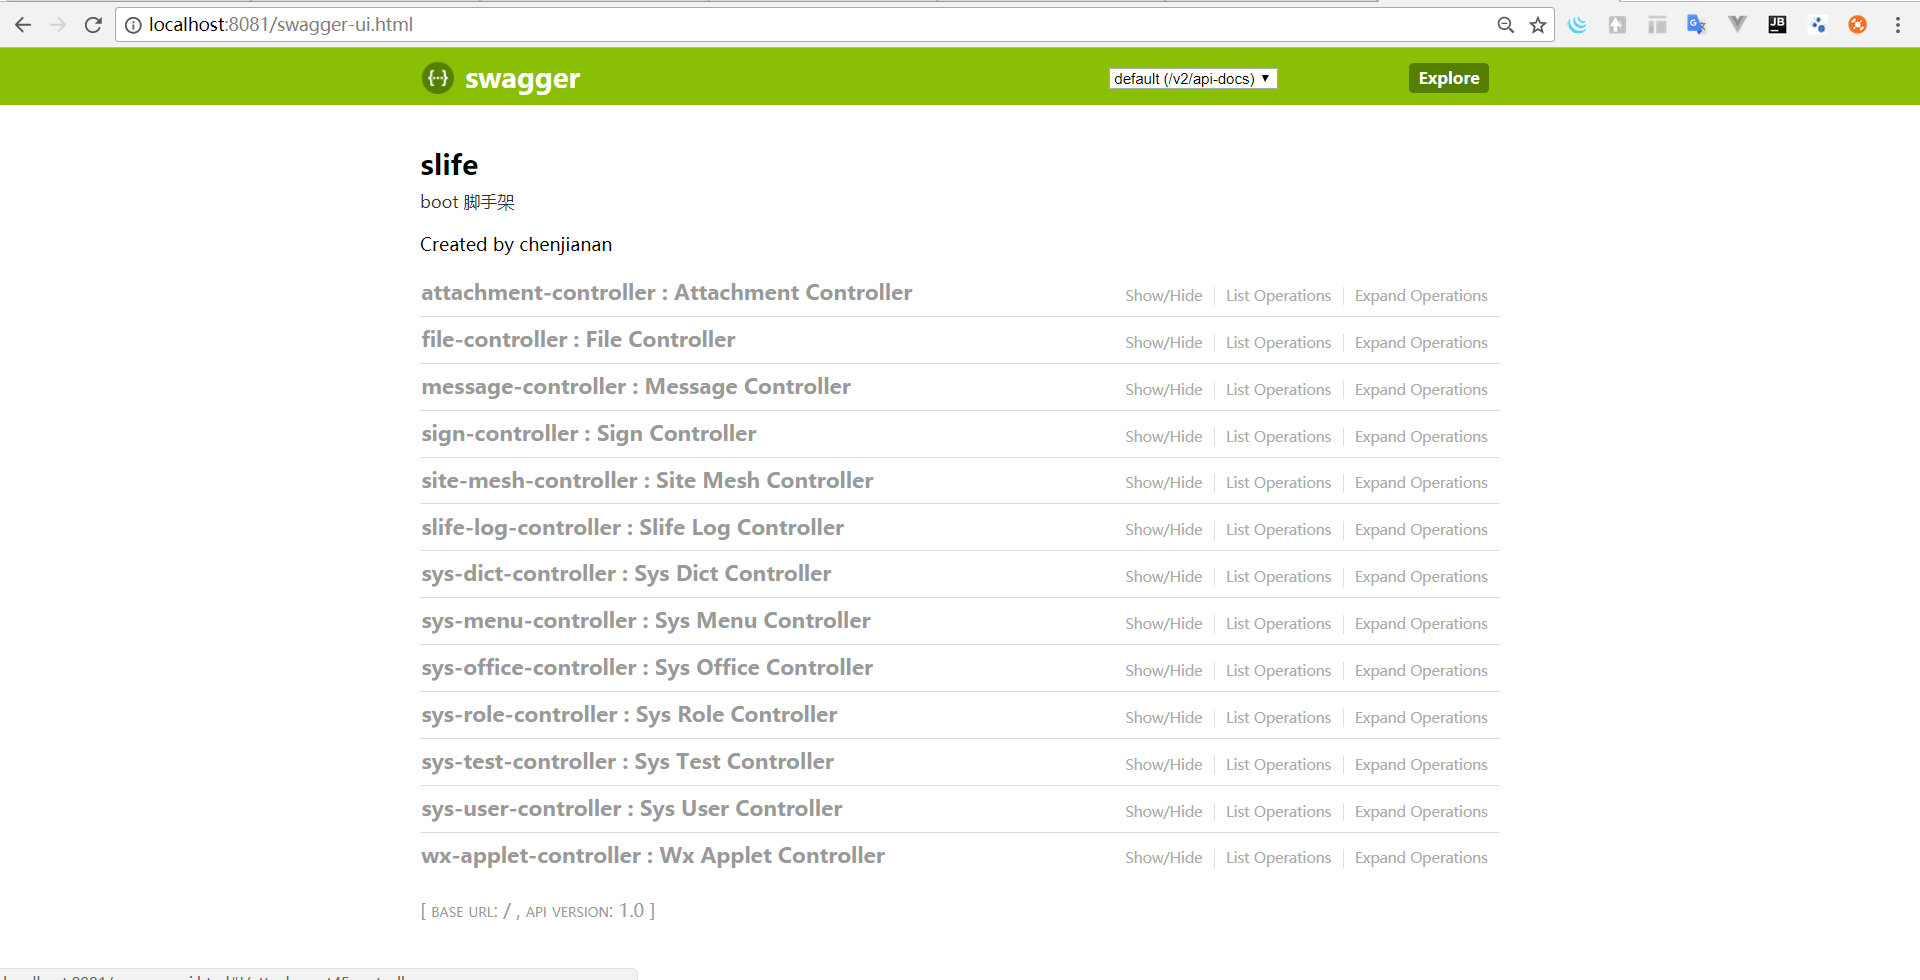 localhost:8081/swagger-ui.html
JB
swagger
default (/v2/api-docs)
Explore
slife
boot 脚手架
Created by chenjianan
attachment-controller : Attachment Controller Show/Hide List Operations Expand Operations
file-controller : File Controller Show/Hide List Operations Expand Operations
message-controller : Message Controller Show/Hide List Operations Expand Operations
sign-controller : Sign Controller Show/Hide List Operations Expand Operations
site-mesh-controller : Site Mesh Controller Show/Hide List Operations Expand Operations
slife-log-controller : Slife Log Controller Show/Hide List Operations Expand Operations
sys-dict-controller : Sys Dict Controller Show/Hide List Operations Expand Operations
sys-menu-controller : Sys Menu Controller Show/Hide List Operations Expand Operations
sys-office-controller : Sys Office Controller Show/Hide List Operations Expand Operations
sys-role-controller : Sys Role Controller Show/Hide List Operations Expand Operations
sys-test-controller : Sys Test Controller Show/Hide List Operations Expand Operations
sys-user-controller : Sys User Controller Show/Hide List Operations Expand Operations
wx-applet-controller : Wx Applet Controller Show/Hide List Operations Expand Operations
[ BASE URL: / , API VERSION: 1.0 ]